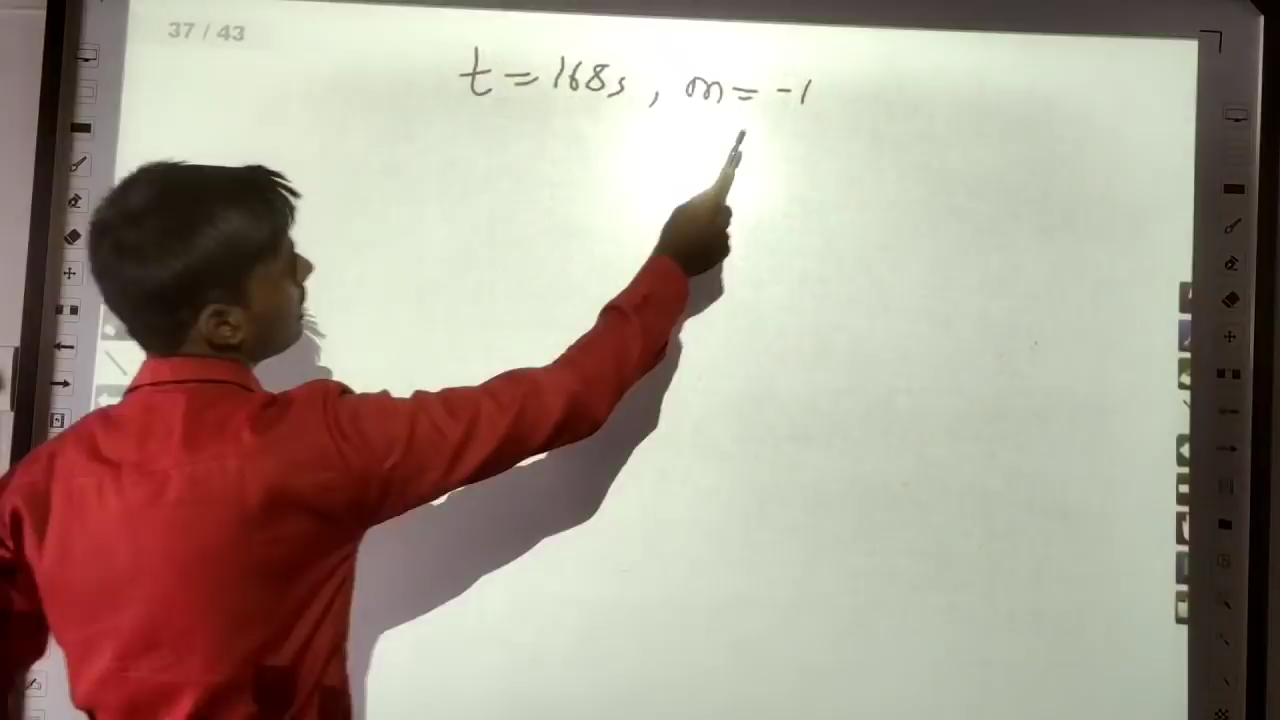 37 / 43
t = 168s, m = -1